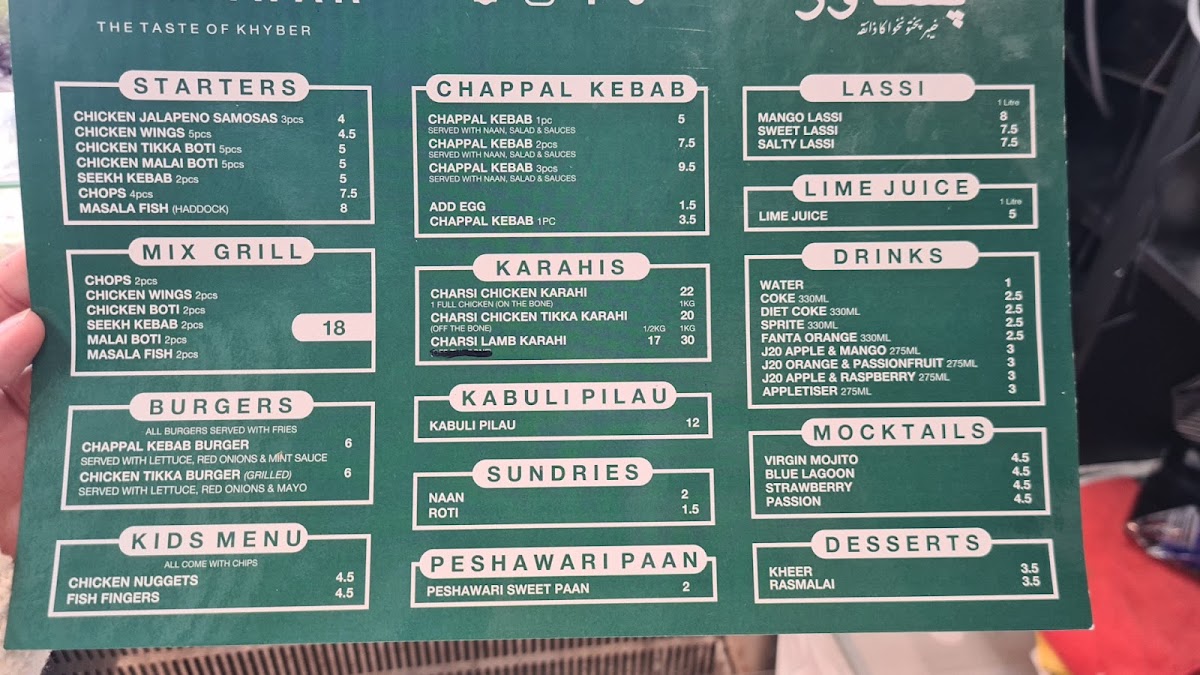 THE TASTE OF KHYBER
خیبر پختونخوا کا ذائقہ
STARTERS
CHICKEN JALAPENO SAMOSAS 3pcs 4
CHICKEN WINGS 5pcs 4.5
CHICKEN TIKKA BOTI 5pcs 5
CHICKEN MALAI BOTI 5pcs 5
SEEKH KEBAB 2pcs 5
CHOPS 4pcs 7.5
MASALA FISH (HADDOCK) 8
MIX GRILL
CHOPS 2pcs
CHICKEN WINGS 2pcs
CHICKEN BOTI 2pcs
SEEKH KEBAB 2pcs
MALAI BOTI 2pcs
MASALA FISH 2pcs
18
BURGERS
ALL BURGERS SERVED WITH FRIES
CHAPPAL KEBAB BURGER 6
SERVED WITH LETTUCE, RED ONIONS & MINT SAUCE
CHICKEN TIKKA BURGER (GRILLED) 6
SERVED WITH LETTUCE, RED ONIONS & MAYO
KIDS MENU
ALL COME WITH CHIPS
CHICKEN NUGGETS 4.5
FISH FINGERS 4.5
CHAPPAL KEBAB
CHAPPAL KEBAB 1pc 5
SERVED WITH NAAN, SALAD & SAUCES
CHAPPAL KEBAB 2pcs 7.5
SERVED WITH NAAN, SALAD & SAUCES
CHAPPAL KEBAB 3pcs 9.5
SERVED WITH NAAN, SALAD & SAUCES
ADD EGG 1.5
CHAPPAL KEBAB 1PC 3.5
KARAHIS
CHARSI CHICKEN KARAHI 22
1 FULL CHICKEN (ON THE BONE) 1KG
CHARSI CHICKEN TIKKA KARAHI 20
(OFF THE BONE) 1/2KG 1KG
CHARSI LAMB KARAHI 17 30
KABULI PILAU
KABULI PILAU 12
SUNDRIES
NAAN 2
ROTI 1.5
PESHAWARI PAAN
PESHAWARI SWEET PAAN 2
LASSI
1 Litre
MANGO LASSI 8
SWEET LASSI 7.5
SALTY LASSI 7.5
LIME JUICE
1 Litre
LIME JUICE 5
DRINKS
WATER 1
COKE 330ML 2.5
DIET COKE 330ML 2.5
SPRITE 330ML 2.5
FANTA ORANGE 330ML 2.5
J20 APPLE & MANGO 275ML 3
J20 ORANGE & PASSIONFRUIT 275ML 3
J20 APPLE & RASPBERRY 275ML 3
APPLETISER 275ML 3
MOCKTAILS
VIRGIN MOJITO 4.5
BLUE LAGOON 4.5
STRAWBERRY 4.5
PASSION 4.5
DESSERTS
KHEER 3.5
RASMALAI 3.5